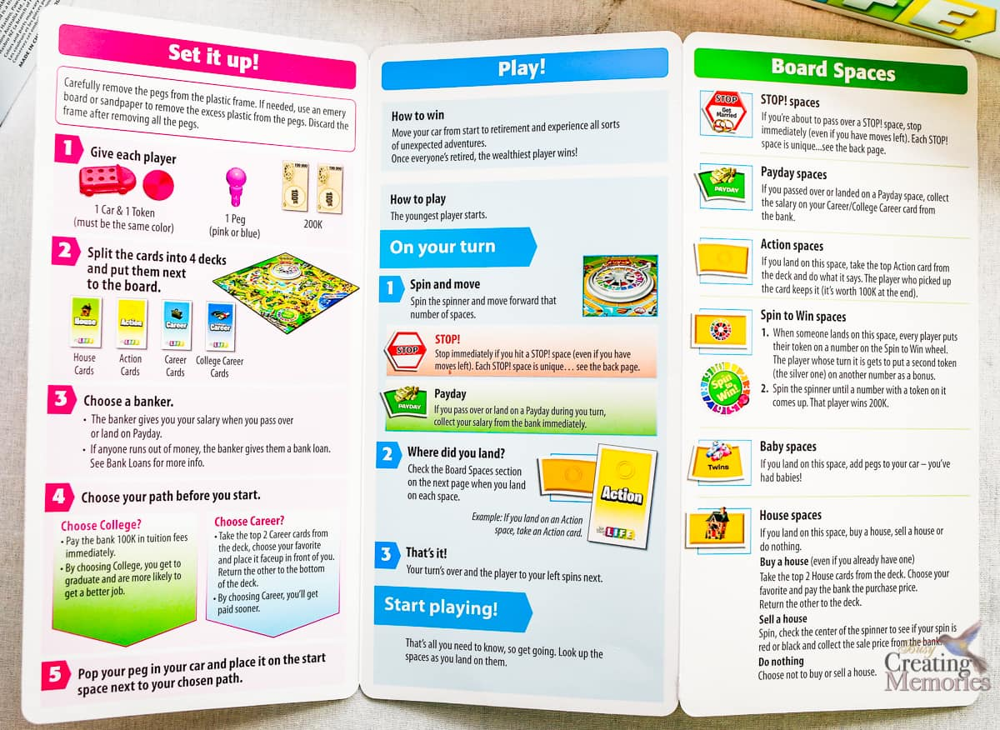 MADE IN CH
Set it up!
Carefully remove the pegs from the plastic frame. If needed, use an emery
board or sandpaper to remove the excess plastic from the pegs. Discard the
frame after removing all the pegs.
1 Give each player
1 Car & 1 Token
(must be the same color)
1 Peg
(pink or blue)
200K
2 Split the cards into 4 decks
and put them next
to the board.
House
Action
Career
Career
House
Cards
Action
Cards
Career
Cards
College Career
Cards
3 Choose a banker.
• The banker gives you your salary when you pass over
or land on Payday.
• If anyone runs out of money, the banker gives them a bank loan.
See Bank Loans for more info.
4 Choose your path before you start.
Choose College?
• Pay the bank 100K in tuition fees
immediately.
• By choosing College, you get to
graduate and are more likely to
get a better job.
Choose Career?
• Take the top 2 Career cards from
the deck, choose your favorite
and place it faceup in front of you.
Return the other to the bottom
of the deck.
• By choosing Career, you'll get
paid sooner.
5 Pop your peg in your car and place it on the start
space next to your chosen path.
Play!
How to win
Move your car from start to retirement and experience all sorts
of unexpected adventures.
Once everyone's retired, the wealthiest player wins!
How to play
The youngest player starts.
On your turn
1 Spin and move
Spin the spinner and move forward that
number of spaces.
STOP
STOP!
Stop immediately if you hit a STOP! space (even if you have
moves left). Each STOP! space is unique... see the back page.
PAYDAY
Payday
If you pass over or land on a Payday during you turn,
collect your salary from the bank immediately.
2 Where did you land?
Check the Board Spaces section
on the next page when you land
on each space.
Example: If you land on an Action
space, take an Action card.
Action
LIFE
3 That's it!
Your turn's over and the player to your left spins next.
Start playing!
That's all you need to know, so get going. Look up the
spaces as you land on them.
Board Spaces
STOP
Get
Married
STOP! spaces
If you're about to pass over a STOP! space, stop
immediately (even if you have moves left). Each STOP!
space is unique...see the back page.
PAYDAY
Payday spaces
If you passed over or landed on a Payday space, collect
the salary on your Career/College Career card from
the bank.
Action spaces
If you land on this space, take the top Action card from
the deck and do what it says. The player who picked up
the card keeps it (it's worth 100K at the end).
Spin to Win spaces
1. When someone lands on this space, every player puts
their token on a number on the Spin to Win wheel.
The player whose turn it is gets to put a second token
(the silver one) on another number as a bonus.
2. Spin the spinner until a number with a token on it
comes up. That player wins 200K.
Spin
to
Win!
Twins
Baby spaces
If you land on this space, add pegs to your car – you've
had babies!
House spaces
If you land on this space, buy a house, sell a house or
do nothing.
Buy a house (even if you already have one)
Take the top 2 House cards from the deck. Choose your
favorite and pay the bank the purchase price.
Return the other to the deck.
Sell a house
Spin, check the center of the spinner to see if your spin is
red or black and collect the sale price from the bank.
Do nothing
Choose not to buy or sell a house.
Busy
Creating
Memories